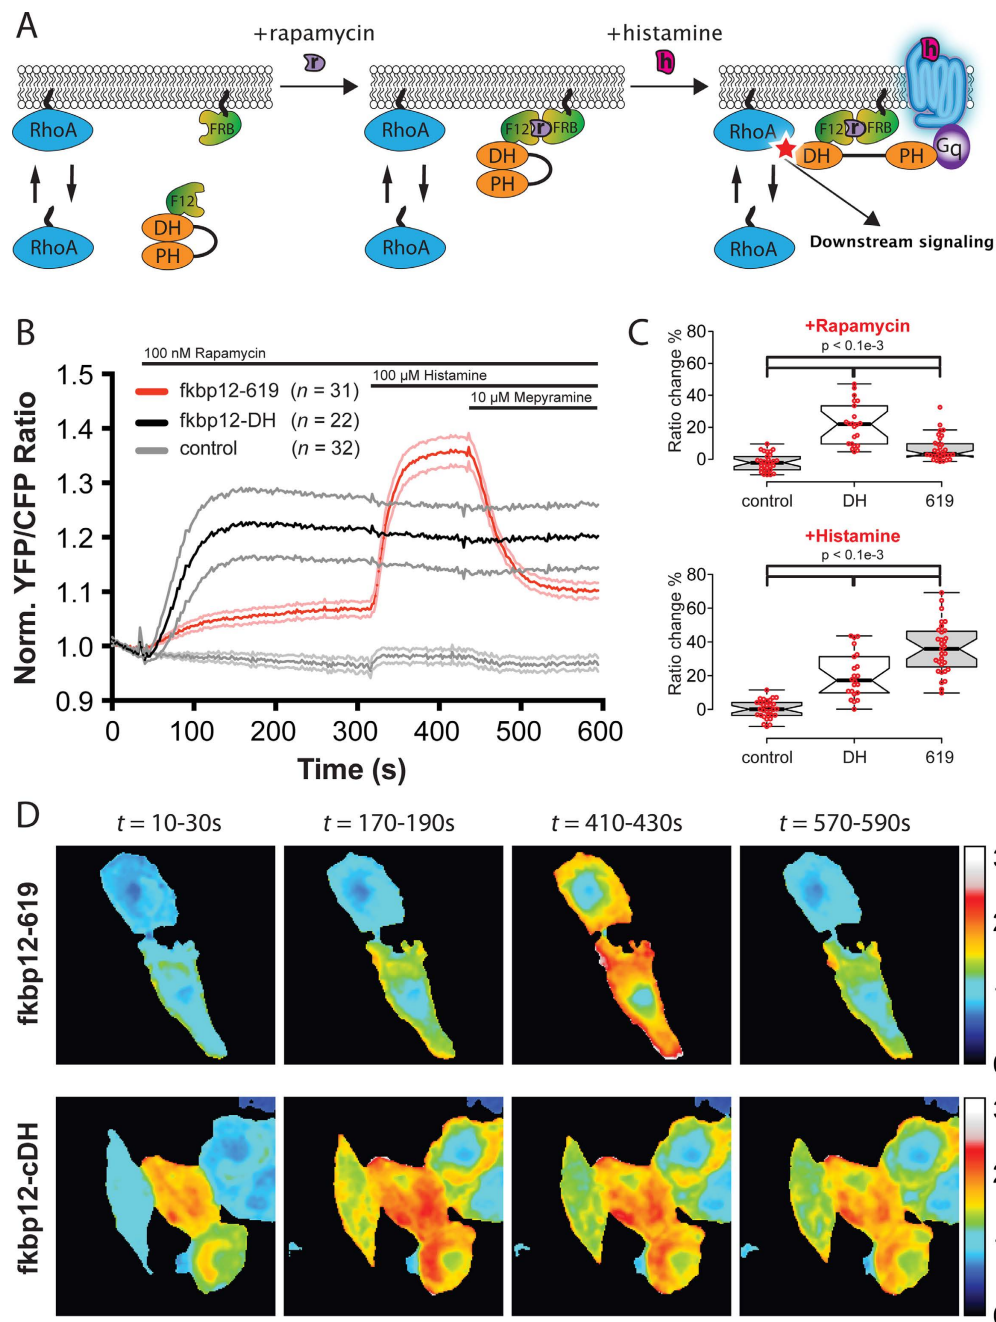 A
+rapamycin
r
+histamine
h
h
RhoA
FRB
F12
r
FRB
DH
PH
RhoA
RhoA
F12
r
FRB
DH
PH
Gq
F12
DH
PH
RhoA
RhoA
RhoA
Downstream signaling
B
100 nM Rapamycin
100 µM Histamine
10 µM Mepyramine
fkbp12-619 (n = 31)
fkbp12-DH (n = 22)
control (n = 32)
Norm. YFP/CFP Ratio
1.5
1.4
1.3
1.2
1.1
1.0
0.9
0 100 200 300 400 500 600
Time (s)
C
+Rapamycin
p < 0.1e-3
Ratio change %
80
60
40
20
0
control DH 619
+Histamine
p < 0.1e-3
Ratio change %
80
60
40
20
0
control DH 619
D
t = 10-30s t = 170-190s t = 410-430s t = 570-590s
fkbp12-619
fkbp12-cDH